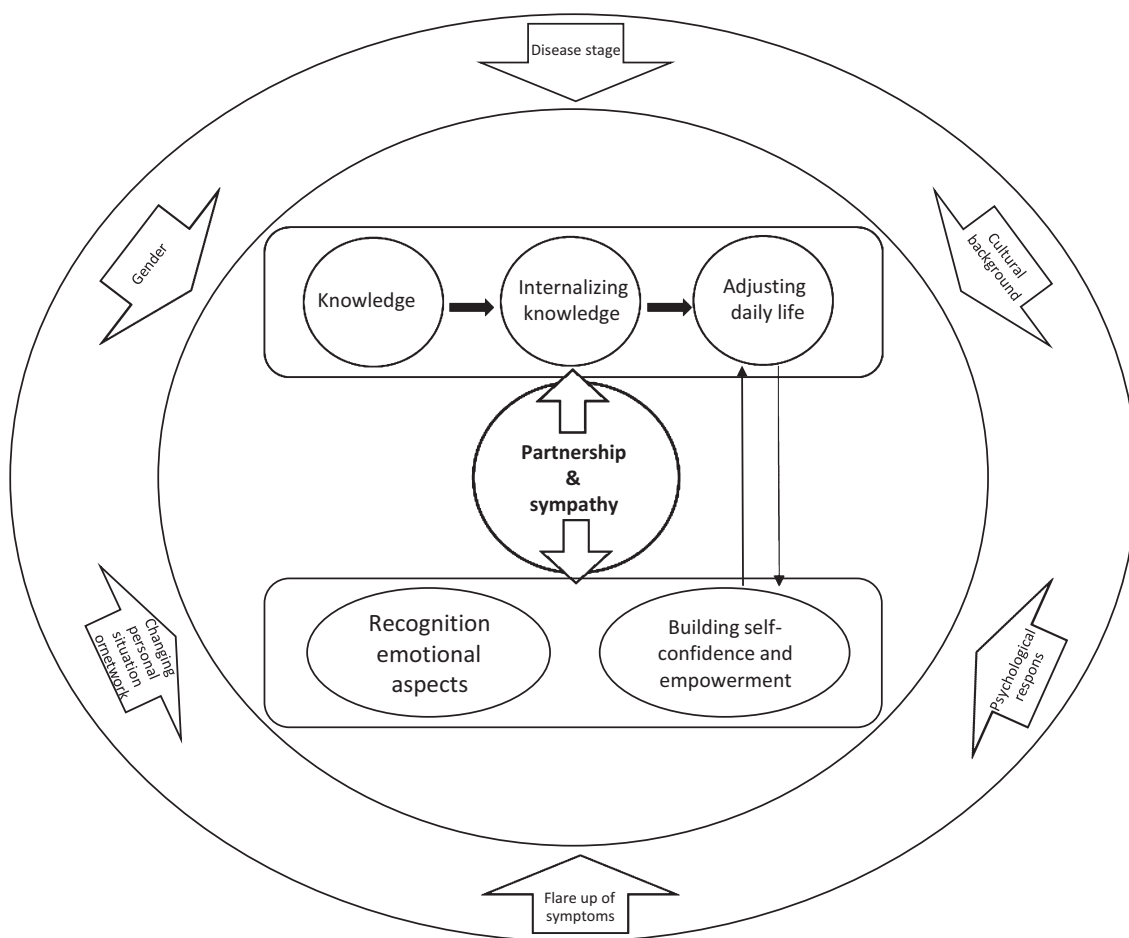 Disease stage
Gender
Cultural
background
Knowledge
Internalizing
knowledge
Adjusting
daily life
Partnership
&
sympathy
Recognition
emotional
aspects
Building self-
confidence and
empowerment
Changing
personal
situation
ornetwork
Psychological
respons
Flare up of
symptoms